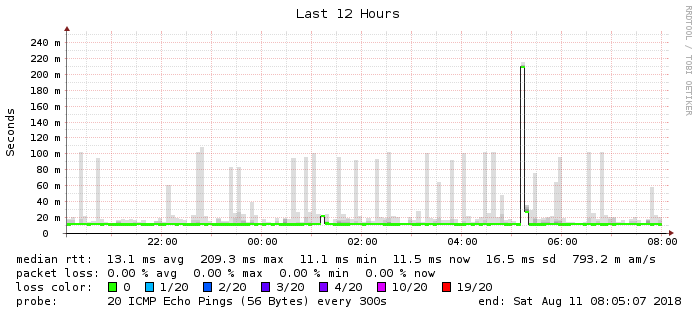 Last 12 Hours
RRDTOOL / TOBI OETIKER
Seconds
240 m
220 m
200 m
180 m
160 m
140 m
120 m
100 m
80 m
60 m
40 m
20 m
0
22:00 00:00 02:00 04:00 06:00 08:00
median rtt: 13.1 ms avg 209.3 ms max 11.1 ms min 11.5 ms now 16.5 ms sd 793.2 m am/s
packet loss: 0.00 % avg 0.00 % max 0.00 % min 0.00 % now
loss color: 0 1/20 2/20 3/20 4/20 10/20 19/20
probe: 20 ICMP Echo Pings (56 Bytes) every 300s end: Sat Aug 11 08:05:07 2018